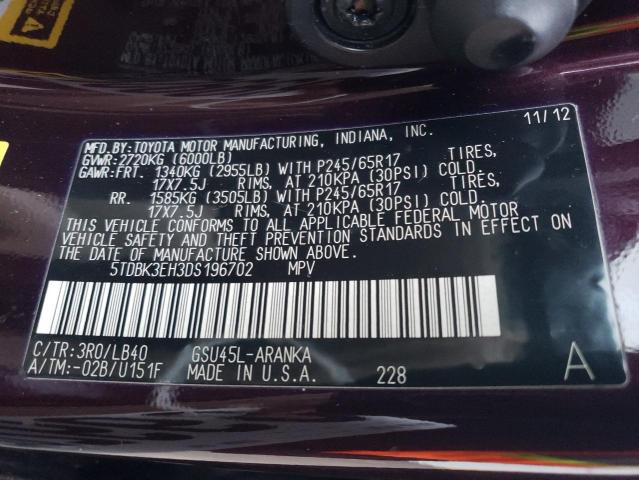 MFD.BY:TOYOTA MOTOR MANUFACTURING, INDIANA, INC. 11/12
GVWR:2720KG (6000LB)
GAWR:FRT. 1340KG (2955LB) WITH P245/65R17 TIRES,
17X7.5J RIMS, AT 210KPA (30PSI) COLD.
RR. 1585KG (3505LB) WITH P245/65R17 TIRES,
17X7.5J RIMS, AT 210KPA (30PSI) COLD.
THIS VEHICLE CONFORMS TO ALL APPLICABLE FEDERAL MOTOR
VEHICLE SAFETY AND THEFT PREVENTION STANDARDS IN EFFECT ON
THE DATE OF MANUFACTURE SHOWN ABOVE.
5TDBK3EH3DS196702 MPV
C/TR:3R0/LB40 GSU45L-ARANKA
A/TM:-02B/U151F MADE IN U.S.A. 228 A